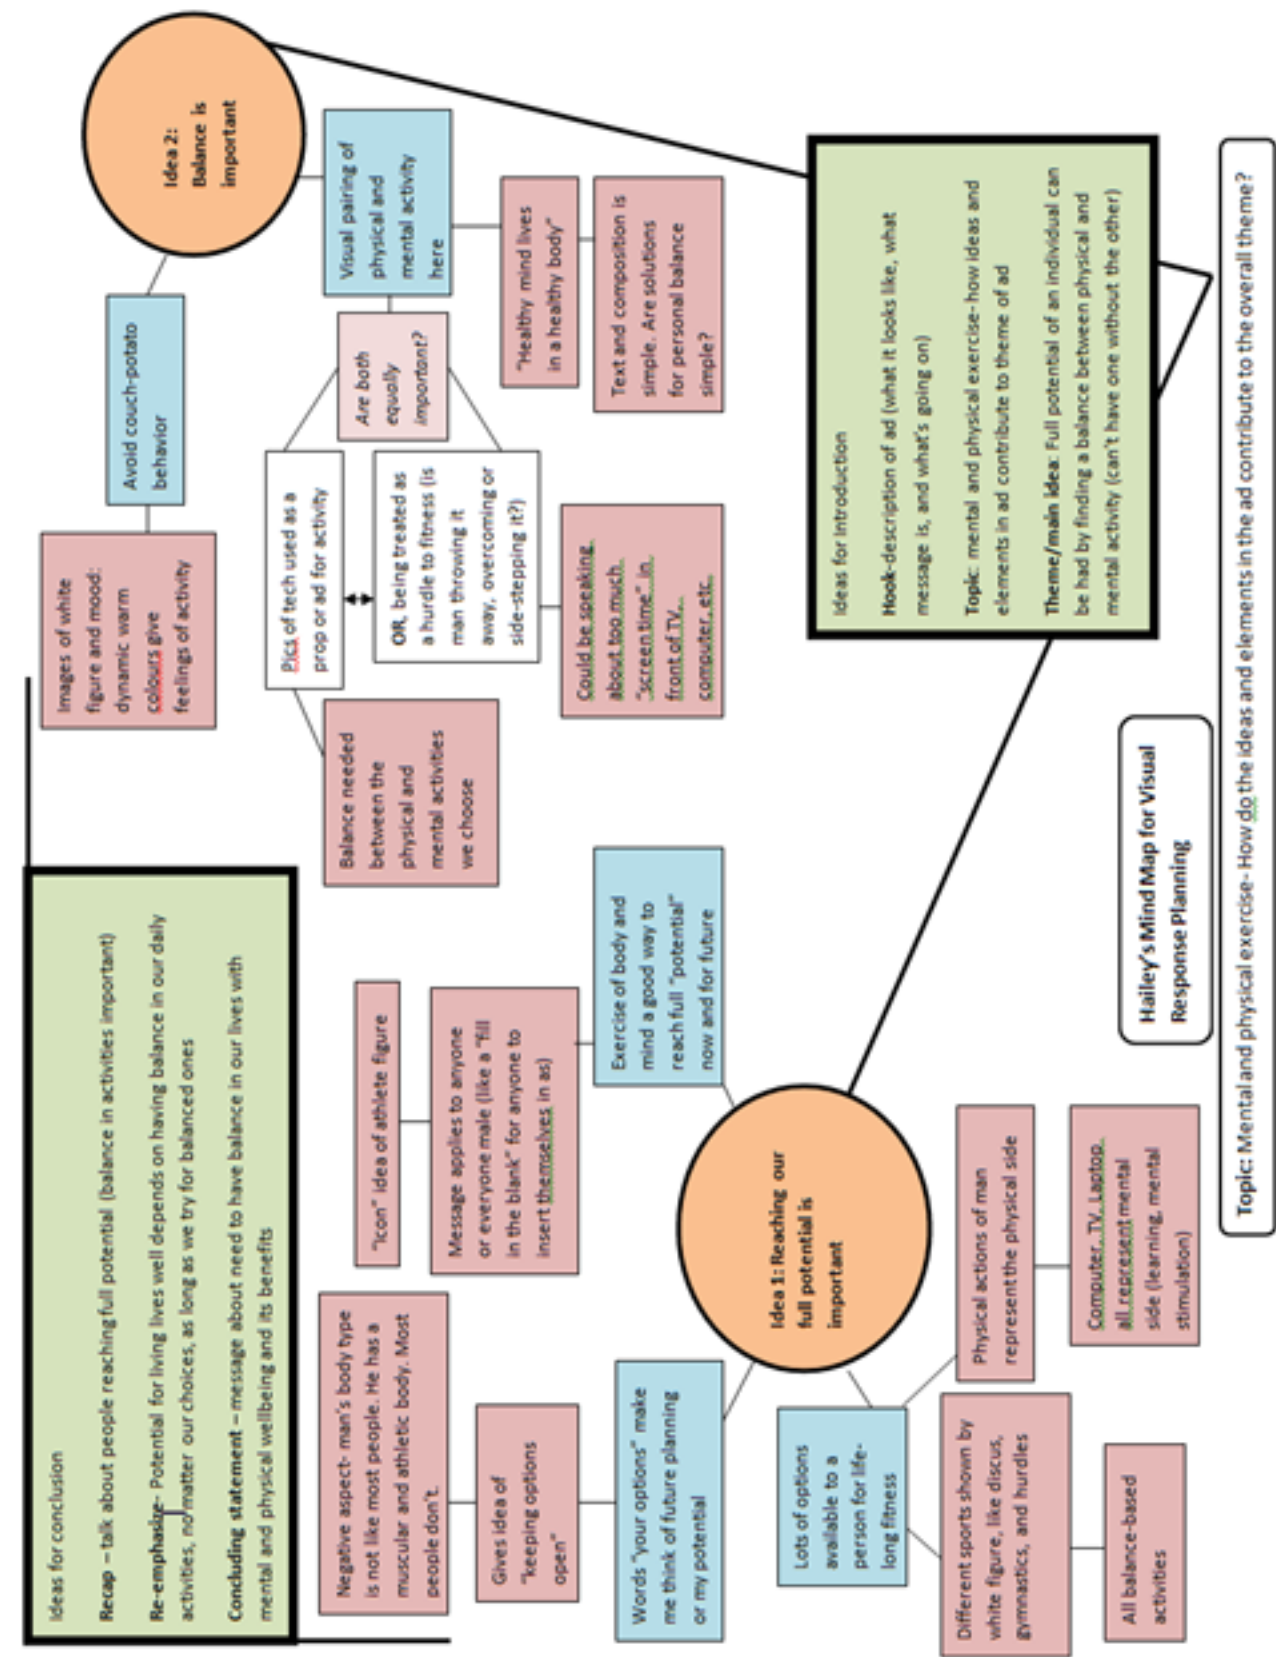 Topic: Mental and physical exercise- How do the ideas and elements in the ad contribute to the overall theme?
Hailey's Mind Map for Visual
Response Planning
Ideas for Introduction
Hook-description of ad (what it looks like, what
message is, and what's going on)
Topic: mental and physical exercise- how ideas and
elements in ad contribute to theme of ad
Theme/main idea: Full potential of an individual can
be had by finding a balance between physical and
mental activity (can't have one without the other)
Idea 1: Reaching our
full potential is
important
Exercise of body and
mind a good way to
reach full "potential"
now and for future
Message applies to anyone
or everyone male (like a "fill
in the blank" for anyone to
insert themselves in as)
"Icon" idea of athlete figure
Words "your options" make
me think of future planning
or my potential
Gives idea of
"keeping options
open"
Negative aspect- man's body type
is not like most people. He has a
muscular and athletic body. Most
people don't.
Lots of options
available to a
person for life-
long fitness
Physical actions of man
represent the physical side
Computer, TV, Laptop,
all represent mental
side (learning, mental
stimulation)
Different sports shown by
white figure, like discus,
gymnastics, and hurdles
All balance-based
activities
Idea 2:
Balance is
important
Avoid couch-potato
behavior
Images of white
figure and mood:
dynamic warm
colours give
feelings of activity
Visual pairing of
physical and
mental activity
here
"Healthy mind lives
in a healthy body"
Text and composition is
simple. Are solutions
for personal balance
simple?
Are both
equally
important?
Pics of tech used as a
prop or ad for activity
OR, being treated as
a hurdle to fitness (is
man throwing it
away, overcoming or
side-stepping it?)
Could be speaking
about too much
"screen time" in
front of TV,
computer, etc.
Balance needed
between the
physical and
mental activities
we choose
Ideas for conclusion
Recap – talk about people reaching full potential (balance in activities important)
Re-emphasize- Potential for living lives well depends on having balance in our daily
activities, no matter our choices, as long as we try for balanced ones
Concluding statement – message about need to have balance in our lives with
mental and physical wellbeing and its benefits